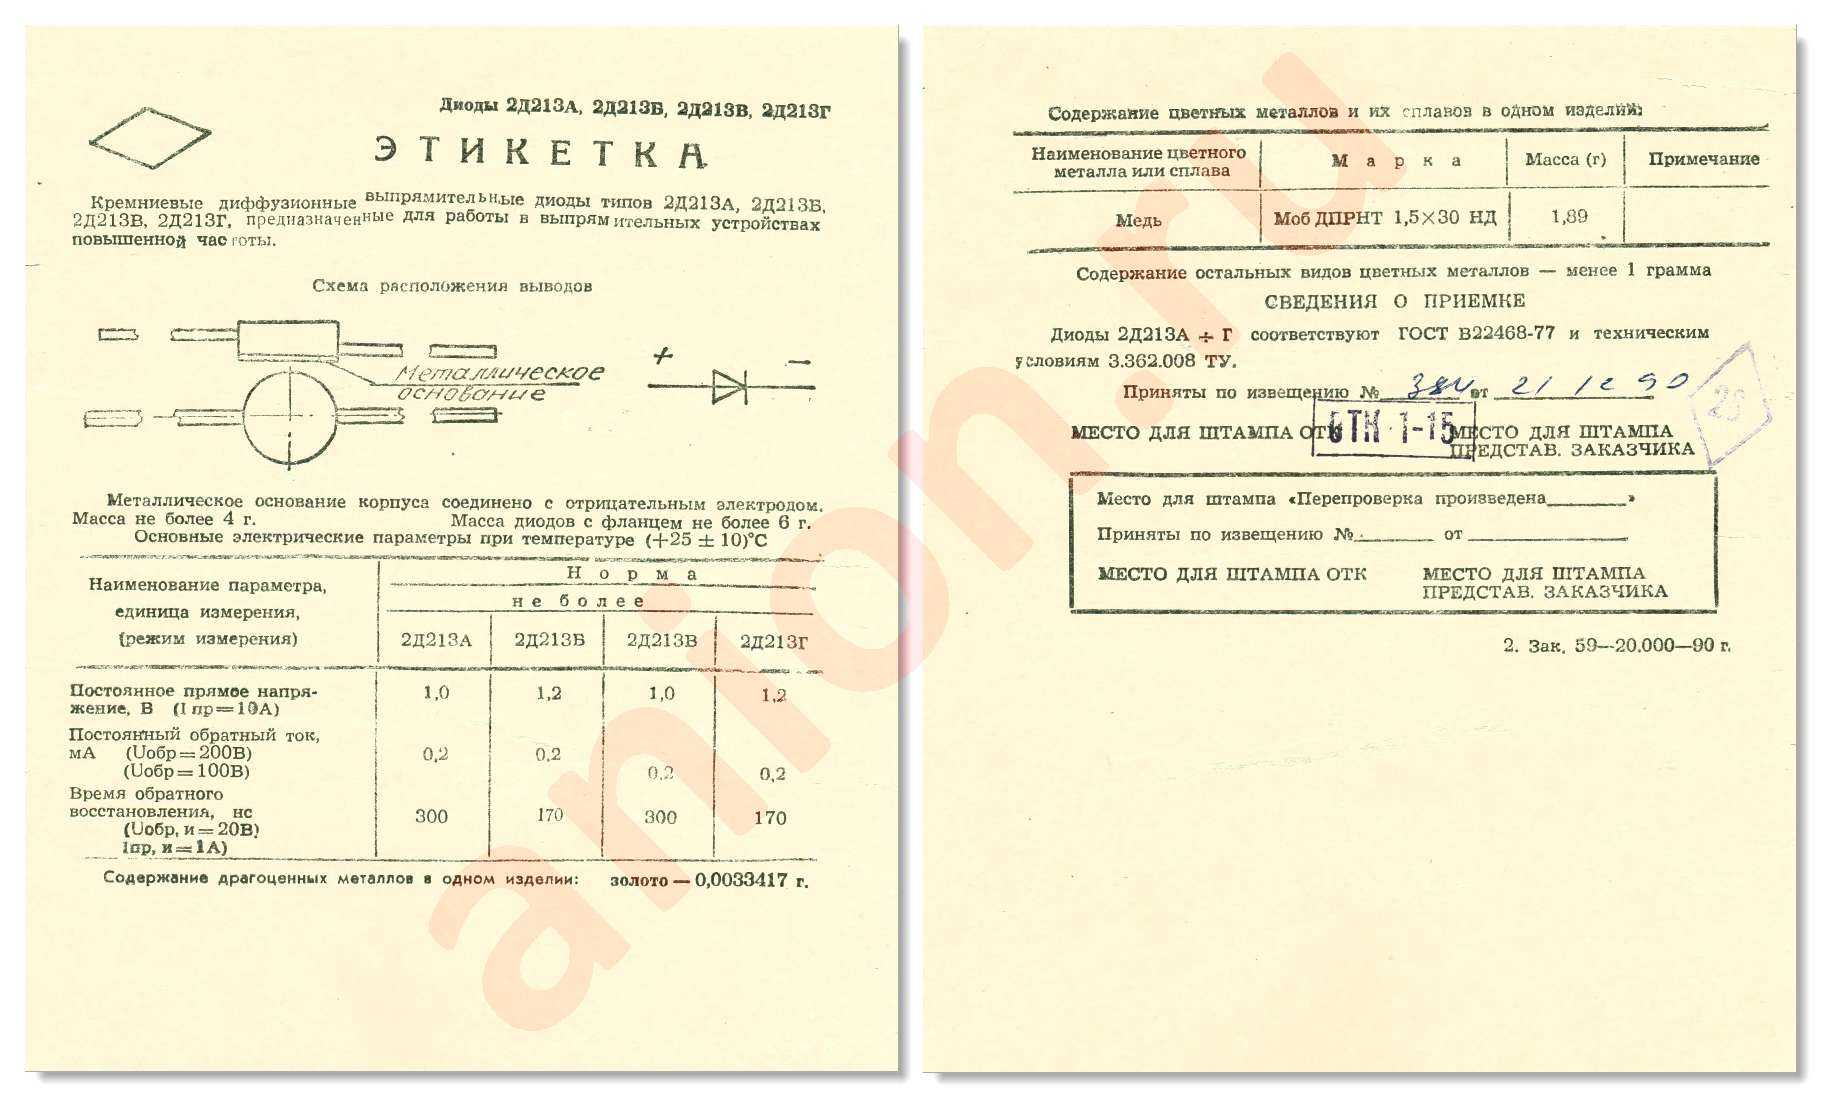 Диоды 2Д213А, 2Д213Б, 2Д213В, 2Д213Г
ЭТИКЕТКА
Кремниевые диффузионные выпрямительные диоды типов 2Д213А, 2Д213Б,
2Д213В, 2Д213Г, предназначенные для работы в выпрямительных устройствах
повышенной частоты.
Схема расположения выводов
Металлическое
основание
+ −
Металлическое основание корпуса соединено с отрицательным электродом.
Масса не более 4 г. Масса диодов с фланцем не более 6 г.
Основные электрические параметры при температуре (+25 ± 10)°С
Наименование параметра,
единица измерения,
(режим измерения)
Норма
не более
2Д213А 2Д213Б 2Д213В 2Д213Г
Постоянное прямое напря-
жение, В (I пр=10А) 1,0 1,2 1,0 1,2
Постоянный обратный ток,
мА (Uобр=200В) 0,2 0,2
(Uобр=100В) 0,2 0,2
Время обратного
восстановления, нс 300 170 300 170
(Uобр, и=20В)
Iпр, и=1А)
Содержание драгоценных металлов в одном изделии: золото — 0,0033417 г.
Содержание цветных металлов и их сплавов в одном изделии:
Наименование цветного
металла или сплава
Марка Масса (г) Примечание
Медь Моб ДПРНТ 1,5×30 НД 1,89
Содержание остальных видов цветных металлов — менее 1 грамма
СВЕДЕНИЯ О ПРИЕМКЕ
Диоды 2Д213А ÷ Г соответствуют ГОСТ В22468-77 и техническим
условиям 3.362.008 ТУ.
Приняты по извещению № от 21 12 90
МЕСТО ДЛЯ ШТАМПА ОТК
ОТК 1-15
МЕСТО ДЛЯ ШТАМПА
ПРЕДСТАВ. ЗАКАЗЧИКА
Место для штампа «Перепроверка произведена________»
Приняты по извещению №________ от ________________
МЕСТО ДЛЯ ШТАМПА ОТК
МЕСТО ДЛЯ ШТАМПА
ПРЕДСТАВ. ЗАКАЗЧИКА
2. Зак. 59—20.000—90 г.
anion.ru